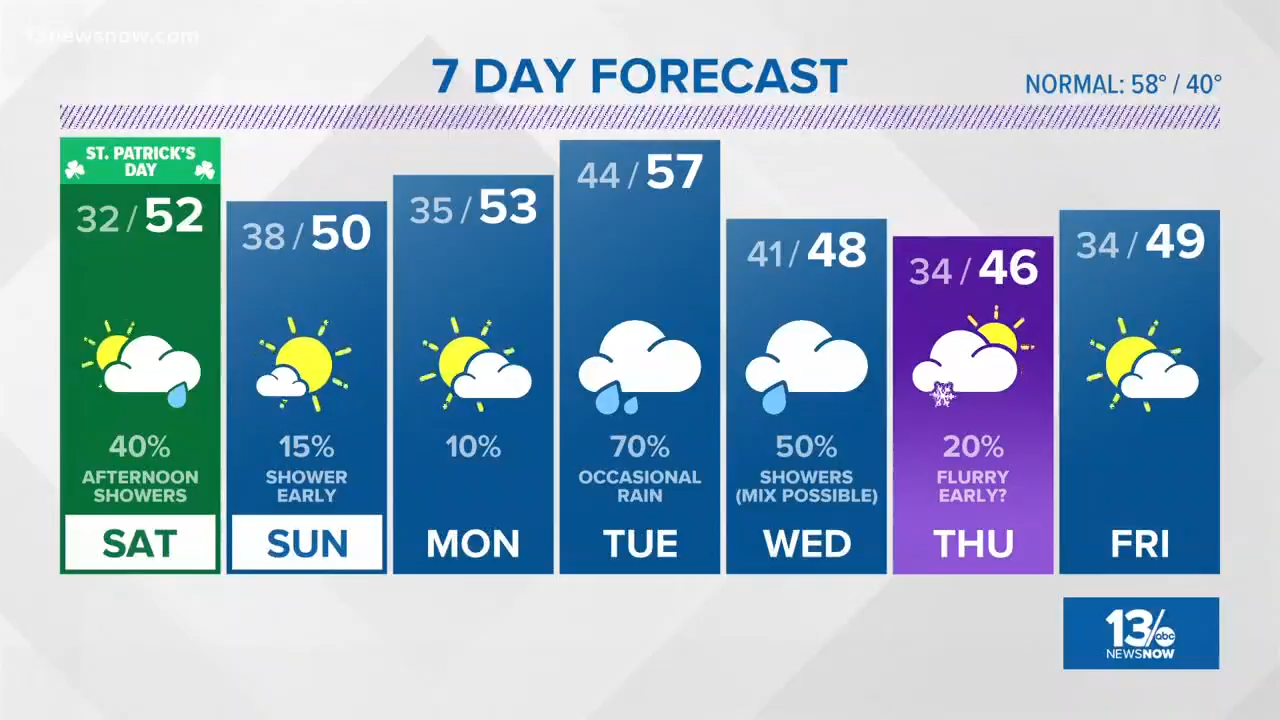 13newsnow.com
7 DAY FORECAST
NORMAL: 58° / 40°
ST. PATRICK'S
DAY
32 / 52
40%
AFTERNOON
SHOWERS
SAT
38 / 50
15%
SHOWER
EARLY
SUN
35 / 53
10%
MON
44 / 57
70%
OCCASIONAL
RAIN
TUE
41 / 48
50%
SHOWERS
(MIX POSSIBLE)
WED
34 / 46
20%
FLURRY
EARLY?
THU
34 / 49
FRI
13 abc
NEWSNOW